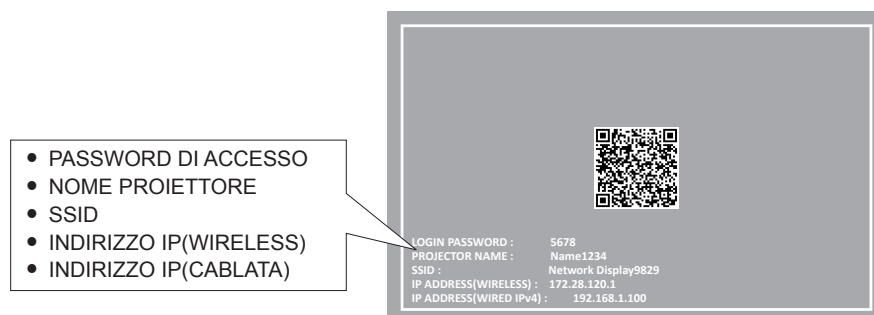 • PASSWORD DI ACCESSO
• NOME PROIETTORE
• SSID
• INDIRIZZO IP(WIRELESS)
• INDIRIZZO IP(CABLATA)
LOGIN PASSWORD : 5678
PROJECTOR NAME : Name1234
SSID : Network Display9829
IP ADDRESS(WIRELESS) : 172.28.120.1
IP ADDRESS(WIRED IPv4) : 192.168.1.100